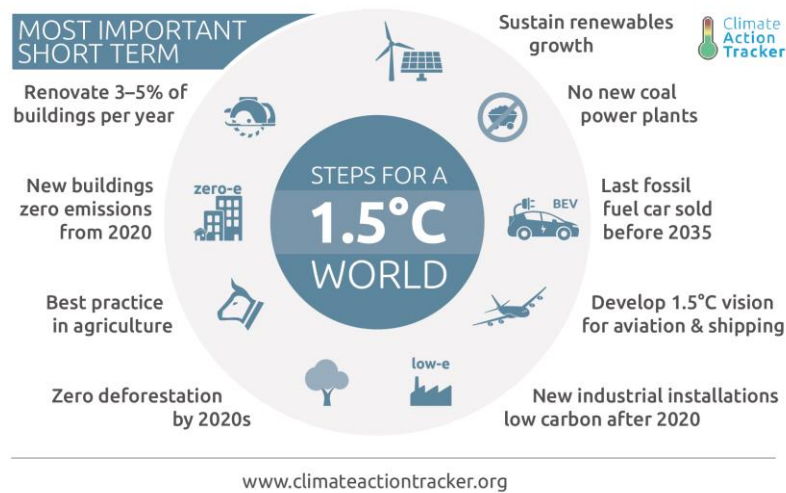 MOST IMPORTANT
SHORT TERM
Climate
Action
Tracker
Sustain renewables
growth
No new coal
power plants
BEV
Last fossil
fuel car sold
before 2035
Develop 1.5°C vision
for aviation & shipping
low-e
New industrial installations
low carbon after 2020
Zero deforestation
by 2020s
Best practice
in agriculture
zero-e
New buildings
zero emissions
from 2020
Renovate 3–5% of
buildings per year
STEPS FOR A
1.5°C
WORLD
www.climateactiontracker.org